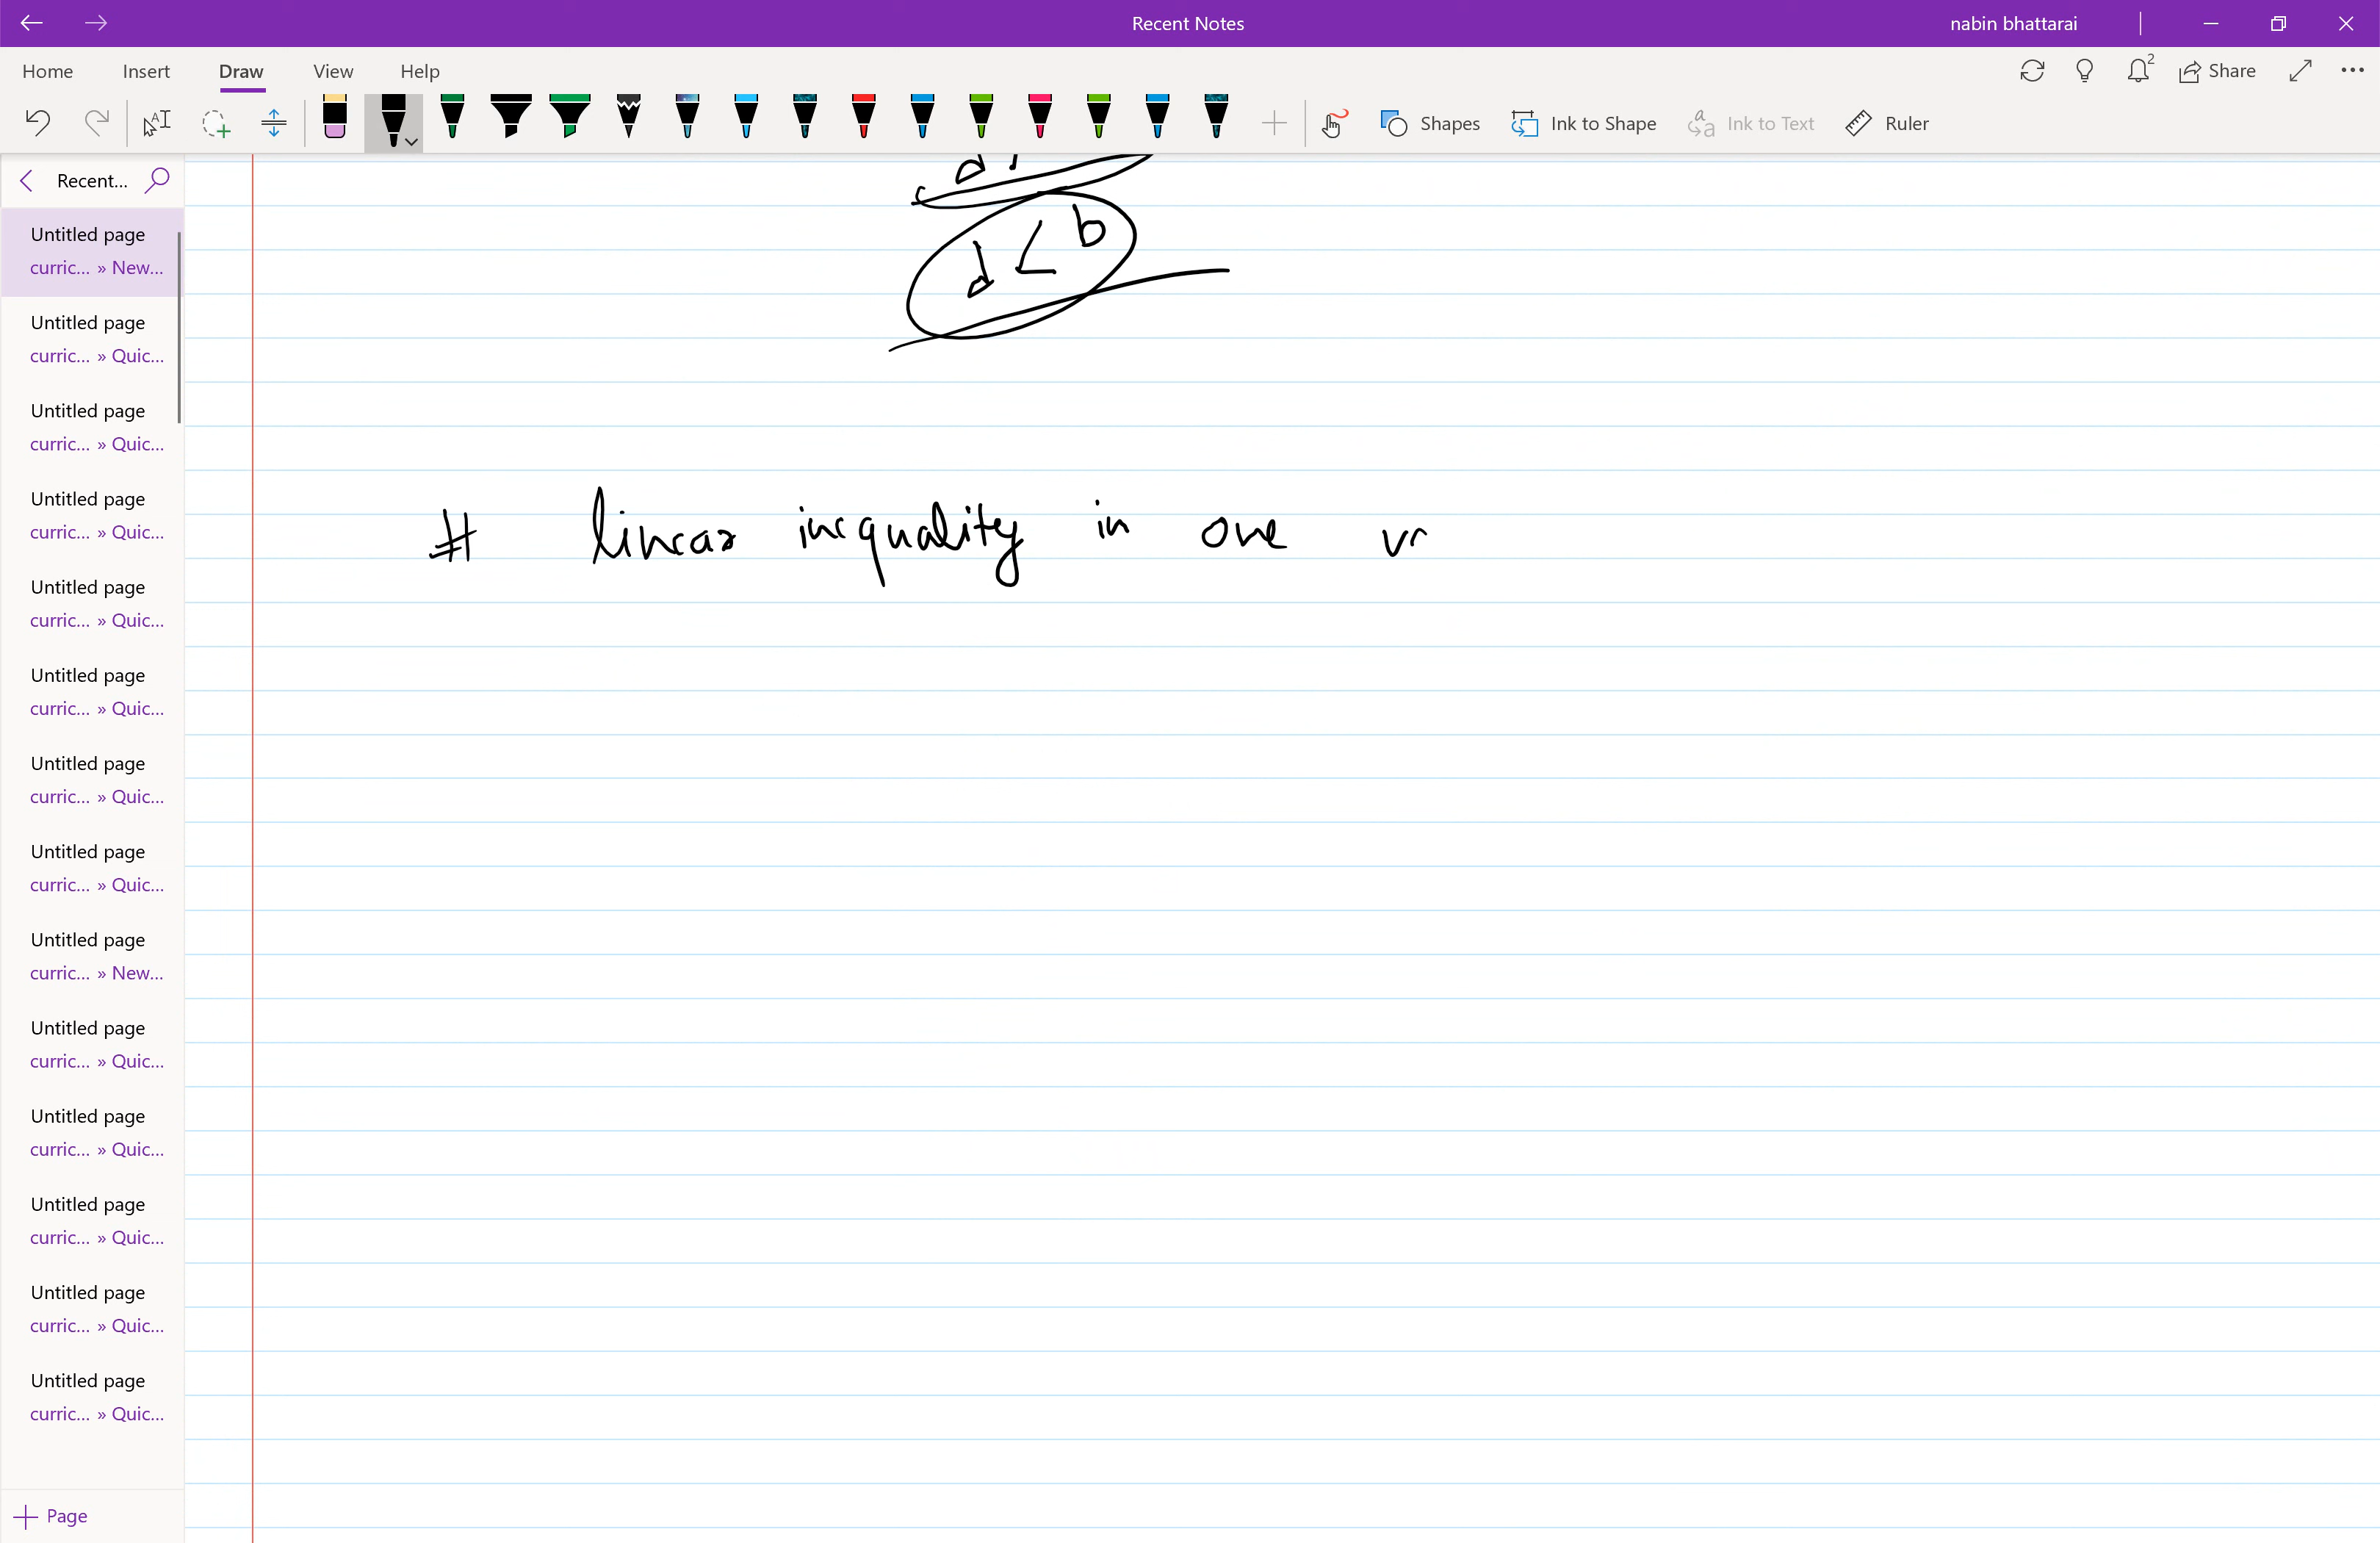 Recent Notes
nabin bhattarai
Home Insert Draw View Help
2
Share
Shapes Ink to Shape Ink to Text Ruler
Recent...
Untitled page
curric... » New...
Untitled page
curric... » Quic...
Untitled page
curric... » Quic...
Untitled page
curric... » Quic...
Untitled page
curric... » Quic...
Untitled page
curric... » Quic...
Untitled page
curric... » Quic...
Untitled page
curric... » Quic...
Untitled page
curric... » New...
Untitled page
curric... » Quic...
Untitled page
curric... » Quic...
Untitled page
curric... » Quic...
Untitled page
curric... » Quic...
Untitled page
curric... » Quic...
Page
d < b
# linear inequality in one